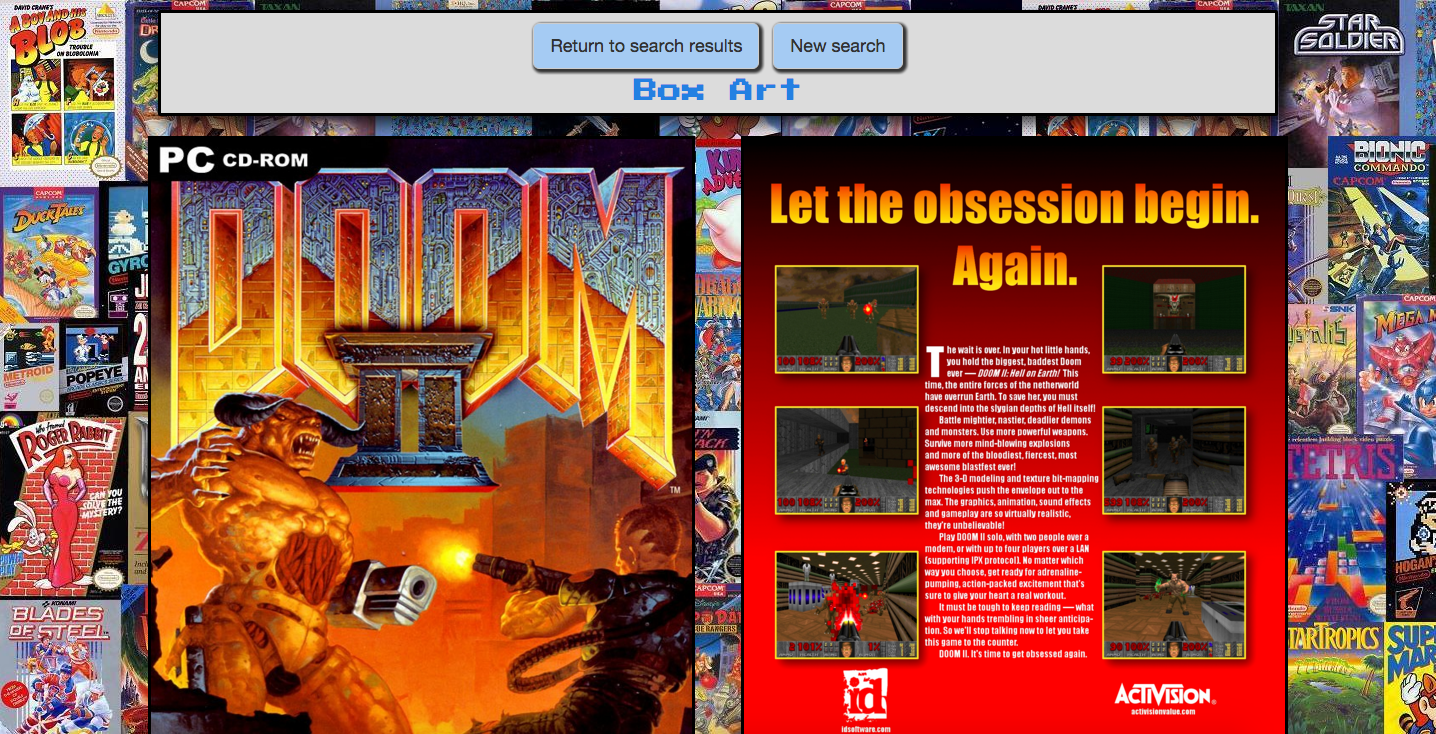 Return to search results
New search
Box Art
PC CD-ROM
DOOM
II
TM
Let the obsession begin.
Again.
The wait is over. In your hot little hands,
you hold the biggest, baddest Doom
ever — DOOM II: Hell on Earth! This
time, the entire forces of the netherworld
have overrun Earth. To save her, you must
descend into the stygian depths of Hell itself!
Battle mightier, nastier, deadlier demons
and monsters. Use more powerful weapons.
Survive more mind-blowing explosions
and more of the bloodiest, fiercest, most
awesome blastfest ever!
The 3-D modeling and texture bit-mapping
technologies push the envelope out to the
max. The graphics, animation, sound effects
and gameplay are so virtually realistic,
they're unbelievable!
Play DOOM II solo, with two people over a
modem, or with up to four players over a LAN
(supporting IPX protocol). No matter which
way you choose, get ready for adrenaline-
pumping, action-packed excitement that's
sure to give your heart a real workout.
It must be tough to keep reading — what
with your hands trembling in sheer anticipa-
tion. So we'll stop talking now to let you take
this game to the counter.
DOOM II. It's time to get obsessed again.
id
idsoftware.com
ACTIVISION®
activisionvalue.com
DAVID CRANE'S
A BOY AND HIS
BLOB
TROUBLE
ON BLOBOLONIA
CAPCOM
DUCKTALES
GYRO
METROID
POPEYE
Who Framed
ROGER RABBIT
CAN YOU
SOLVE THE
MYSTERY?
KONAMI
BLADES
OF STEEL
TAXAN
STAR
SOLDIER
BIONIC
COMMANDO
CAPCOM
SNK
MEGA M
TETRIS
HOGAN'
STARTROPICS
SUP
MAR